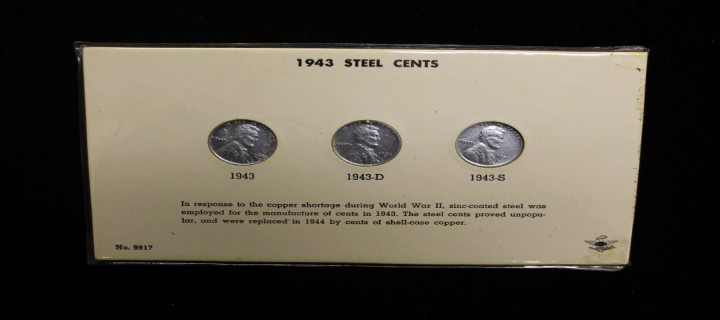 1943 STEEL CENTS
1943 1943-D 1943-S
In response to the copper shortage during World War II, zinc-coated steel was
employed for the manufacture of cents in 1943. The steel cents proved unpopu-
lar, and were replaced in 1944 by cents of shell-case copper.
No. 9917